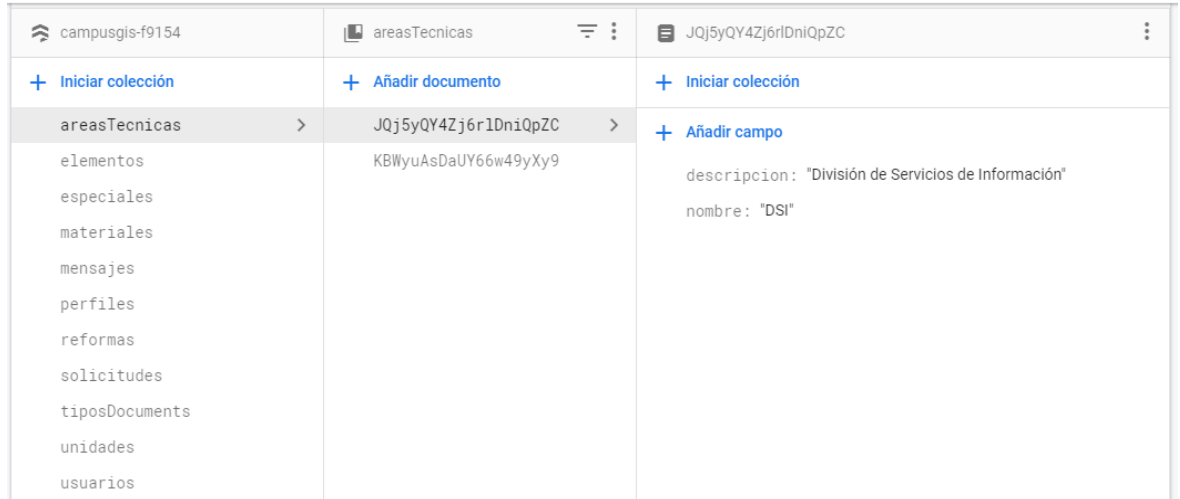 campusgis-f9154
Iniciar colección
areasTecnicas
elementos
especiales
materiales
mensajes
perfiles
reformas
solicitudes
tiposDocuments
unidades
usuarios
areasTecnicas
Añadir documento
JQj5yQY4Zj6rlDniQpZC
KBWyuAsDaUY66w49yXy9
JQj5yQY4Zj6rlDniQpZC
Iniciar colección
Añadir campo
descripcion: "División de Servicios de Información"
nombre: "DSI"